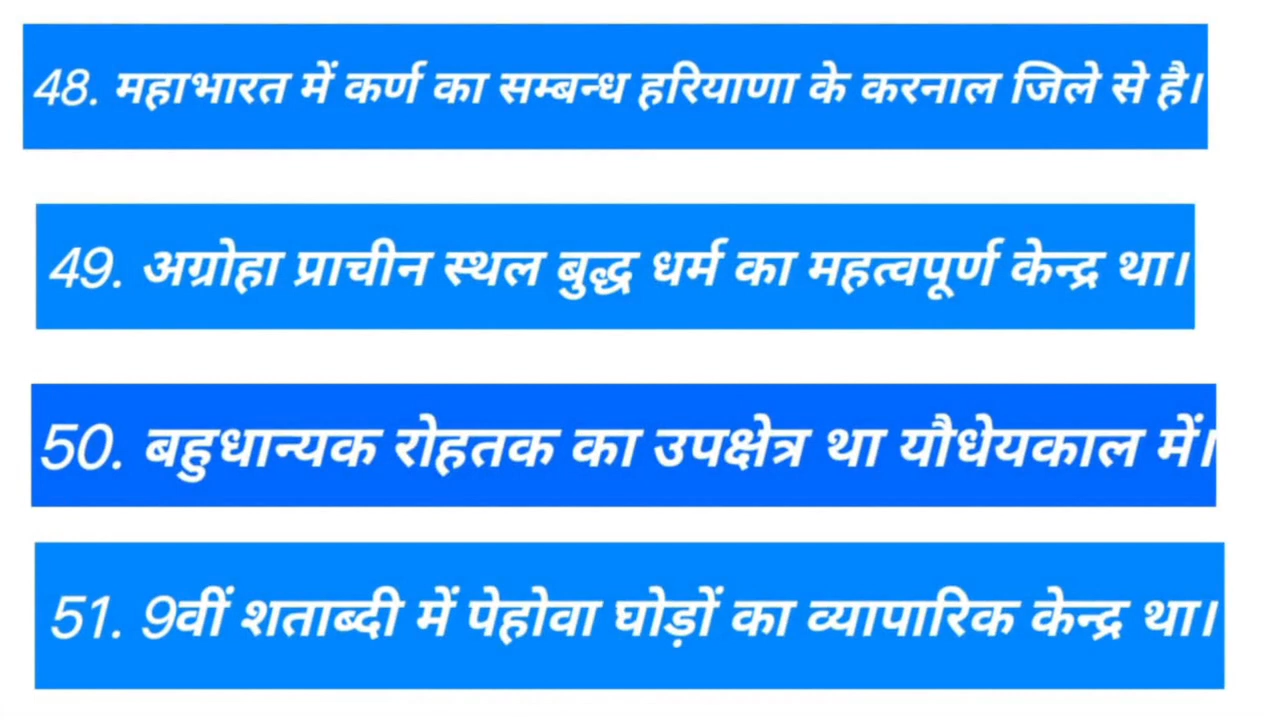 48. महाभारत में कर्ण का सम्बन्ध हरियाणा के करनाल जिले से है।
49. अग्रोहा प्राचीन स्थल बुद्ध धर्म का महत्वपूर्ण केन्द्र था।
50. बहुधान्यक रोहतक का उपक्षेत्र था यौधेयकाल में।
51. 9वीं शताब्दी में पेहोवा घोड़ों का व्यापारिक केन्द्र था।